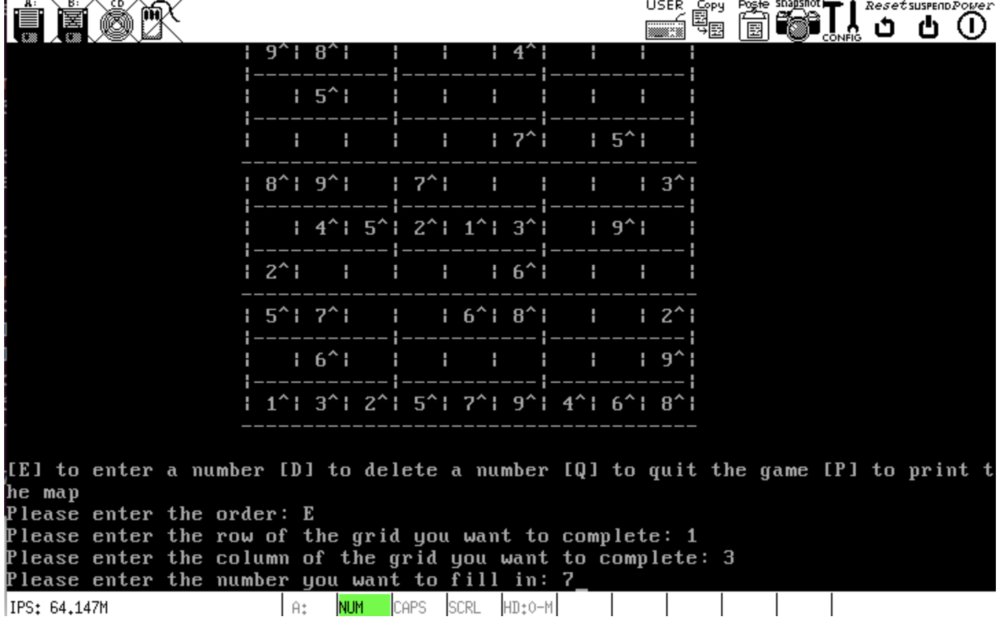 A: B: CD USER Copy Paste snapshot CONFIG Reset SUSPEND Power
| 9^| 8^|   |   | 4^|   |   |   |
|-----------|-----------|-----------|
|   | 5^|   |   |   |   |   |   |   |
|-----------|-----------|-----------|
|   |   |   |   |   | 7^|   | 5^|   |
-------------------------------------
| 8^| 9^|   | 7^|   |   |   |   | 3^|
|-----------|-----------|-----------|
|   | 4^| 5^| 2^| 1^| 3^|   | 9^|   |
|-----------|-----------|-----------|
| 2^|   |   |   |   | 6^|   |   |   |
-------------------------------------
| 5^| 7^|   |   | 6^| 8^|   |   | 2^|
|-----------|-----------|-----------|
|   | 6^|   |   |   |   |   |   | 9^|
|-----------|-----------|-----------|
| 1^| 3^| 2^| 5^| 7^| 9^| 4^| 6^| 8^|
-------------------------------------
[E] to enter a number [D] to delete a number [Q] to quit the game [P] to print t
he map
Please enter the order: E
Please enter the row of the grid you want to complete: 1
Please enter the column of the grid you want to complete: 3
Please enter the number you want to fill in: 7_
IPS: 64.147M A: NUM CAPS SCRL HD:0-M